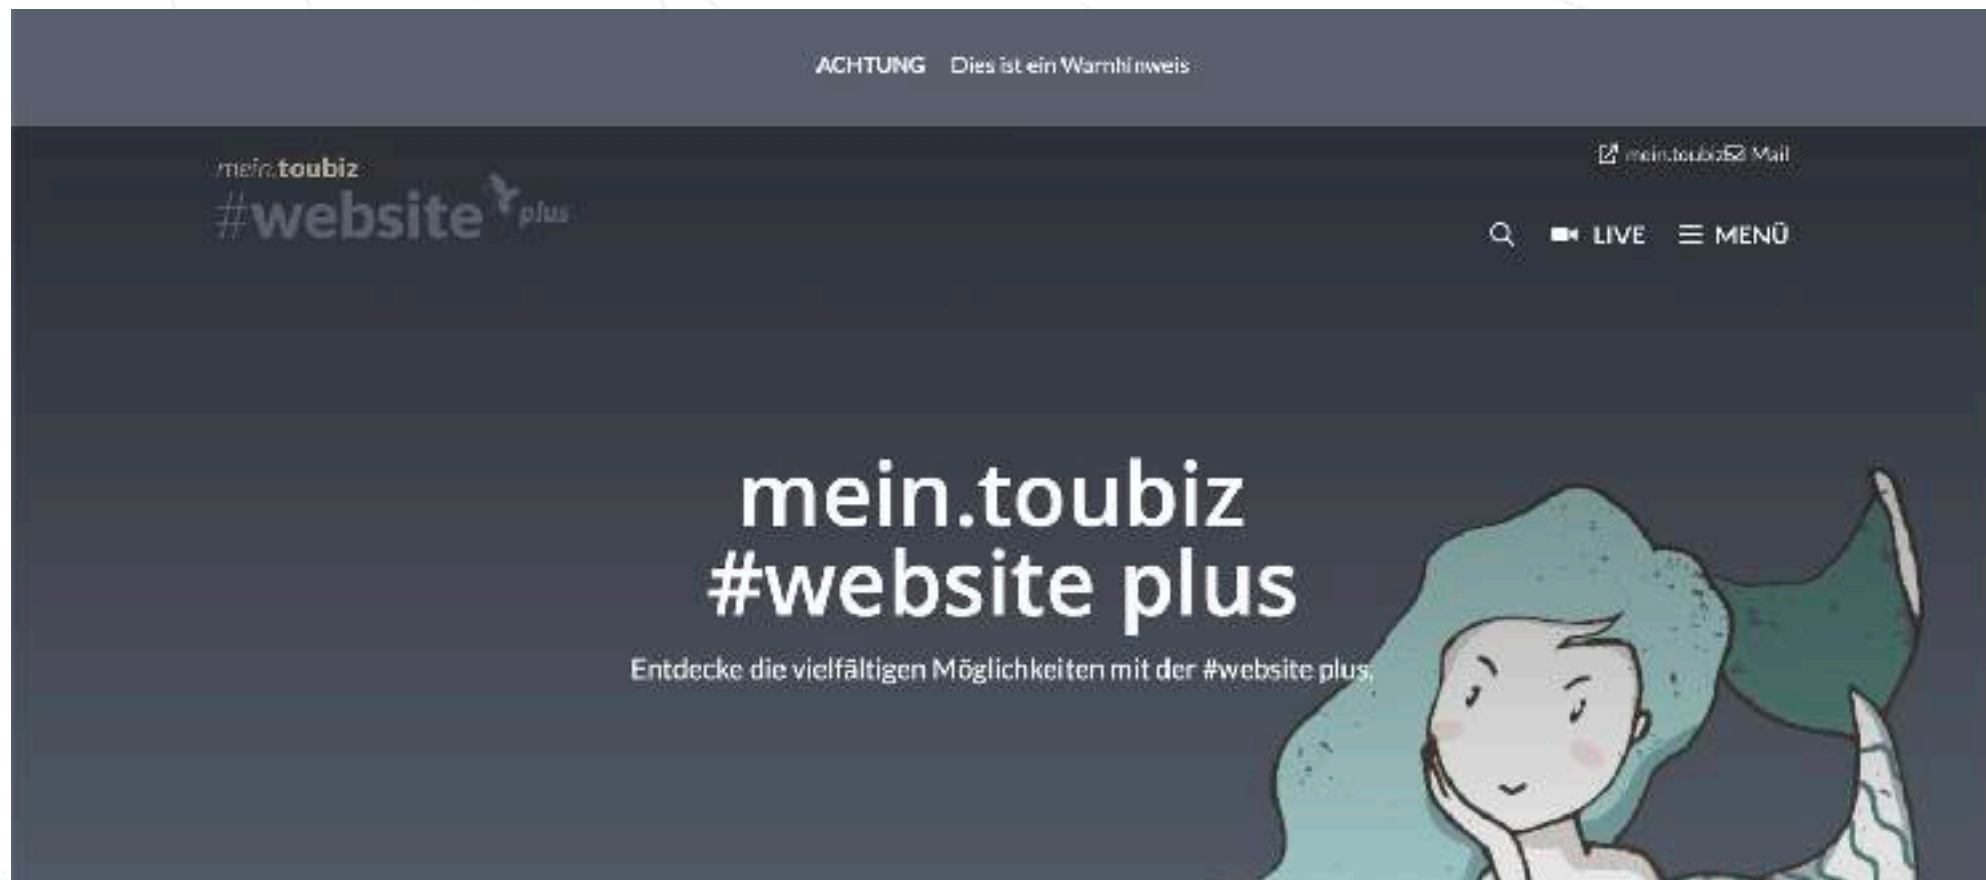 ACHTUNG Dies ist ein Warnhinweis
mein.toubiz
#website plus
mein.toubiz Mail
LIVE MENÜ
mein.toubiz
#website plus
Entdecke die vielfältigen Möglichkeiten mit der #website plus.